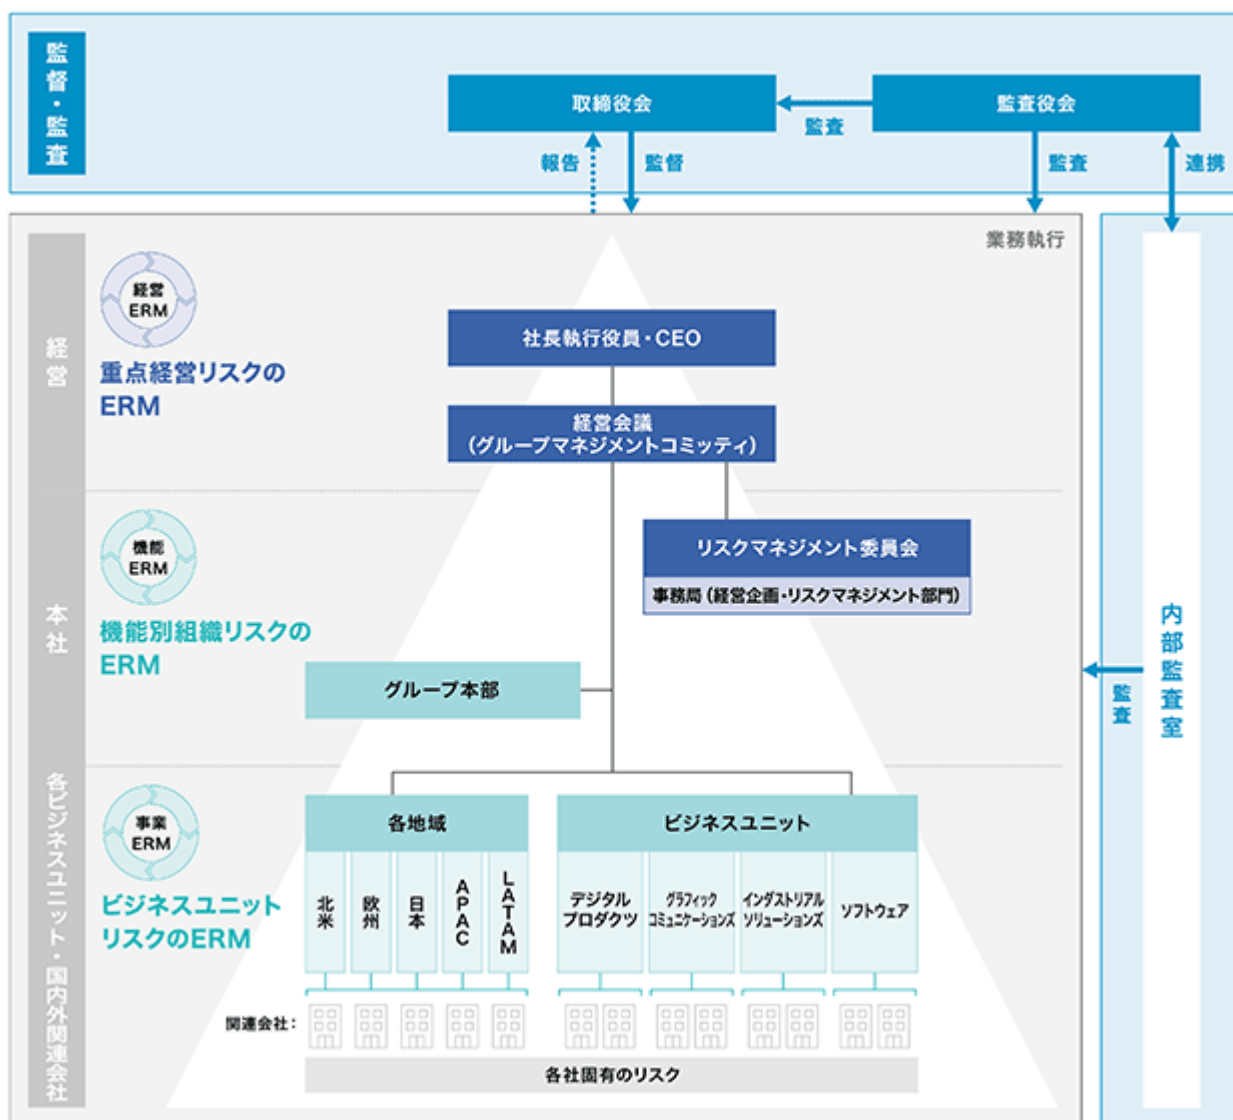 監督・監査
取締役会
監査役会
監査
報告
監督
監査
連携
業務執行
経営
経営
ERM
重点経営リスクの
ERM
社長執行役員・CEO
経営会議
（グループマネジメントコミッティ）
本社
機能
ERM
機能別組織リスクの
ERM
リスクマネジメント委員会
事務局（経営企画・リスクマネジメント部門）
グループ本部
内部監査室
監査
各ビジネスユニット・国内外関連会社
事業
ERM
ビジネスユニット
リスクのERM
各地域
北米
欧州
日本
APAC
LATAM
ビジネスユニット
デジタル
プロダクツ
グラフィック
コミュニケーションズ
インダストリアル
ソリューションズ
ソフトウェア
関連会社：
各社固有のリスク